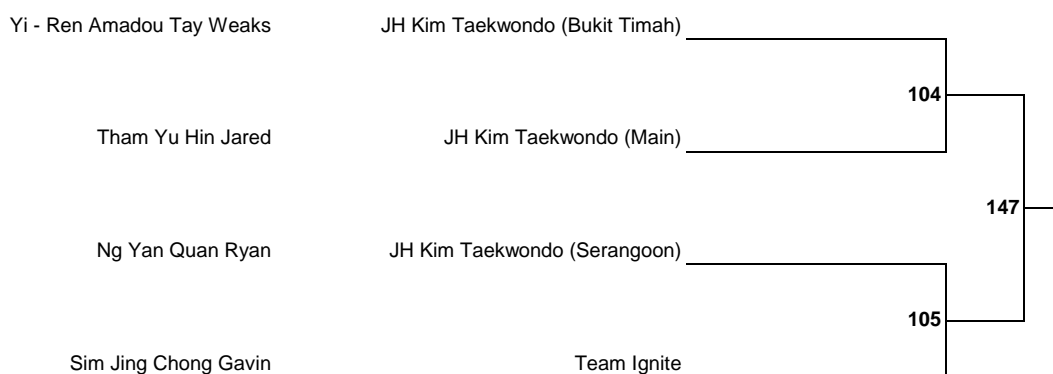 Yi - Ren Amadou Tay Weaks JH Kim Taekwondo (Bukit Timah)
104
Tham Yu Hin Jared JH Kim Taekwondo (Main)
147
Ng Yan Quan Ryan JH Kim Taekwondo (Serangoon)
105
Sim Jing Chong Gavin Team Ignite